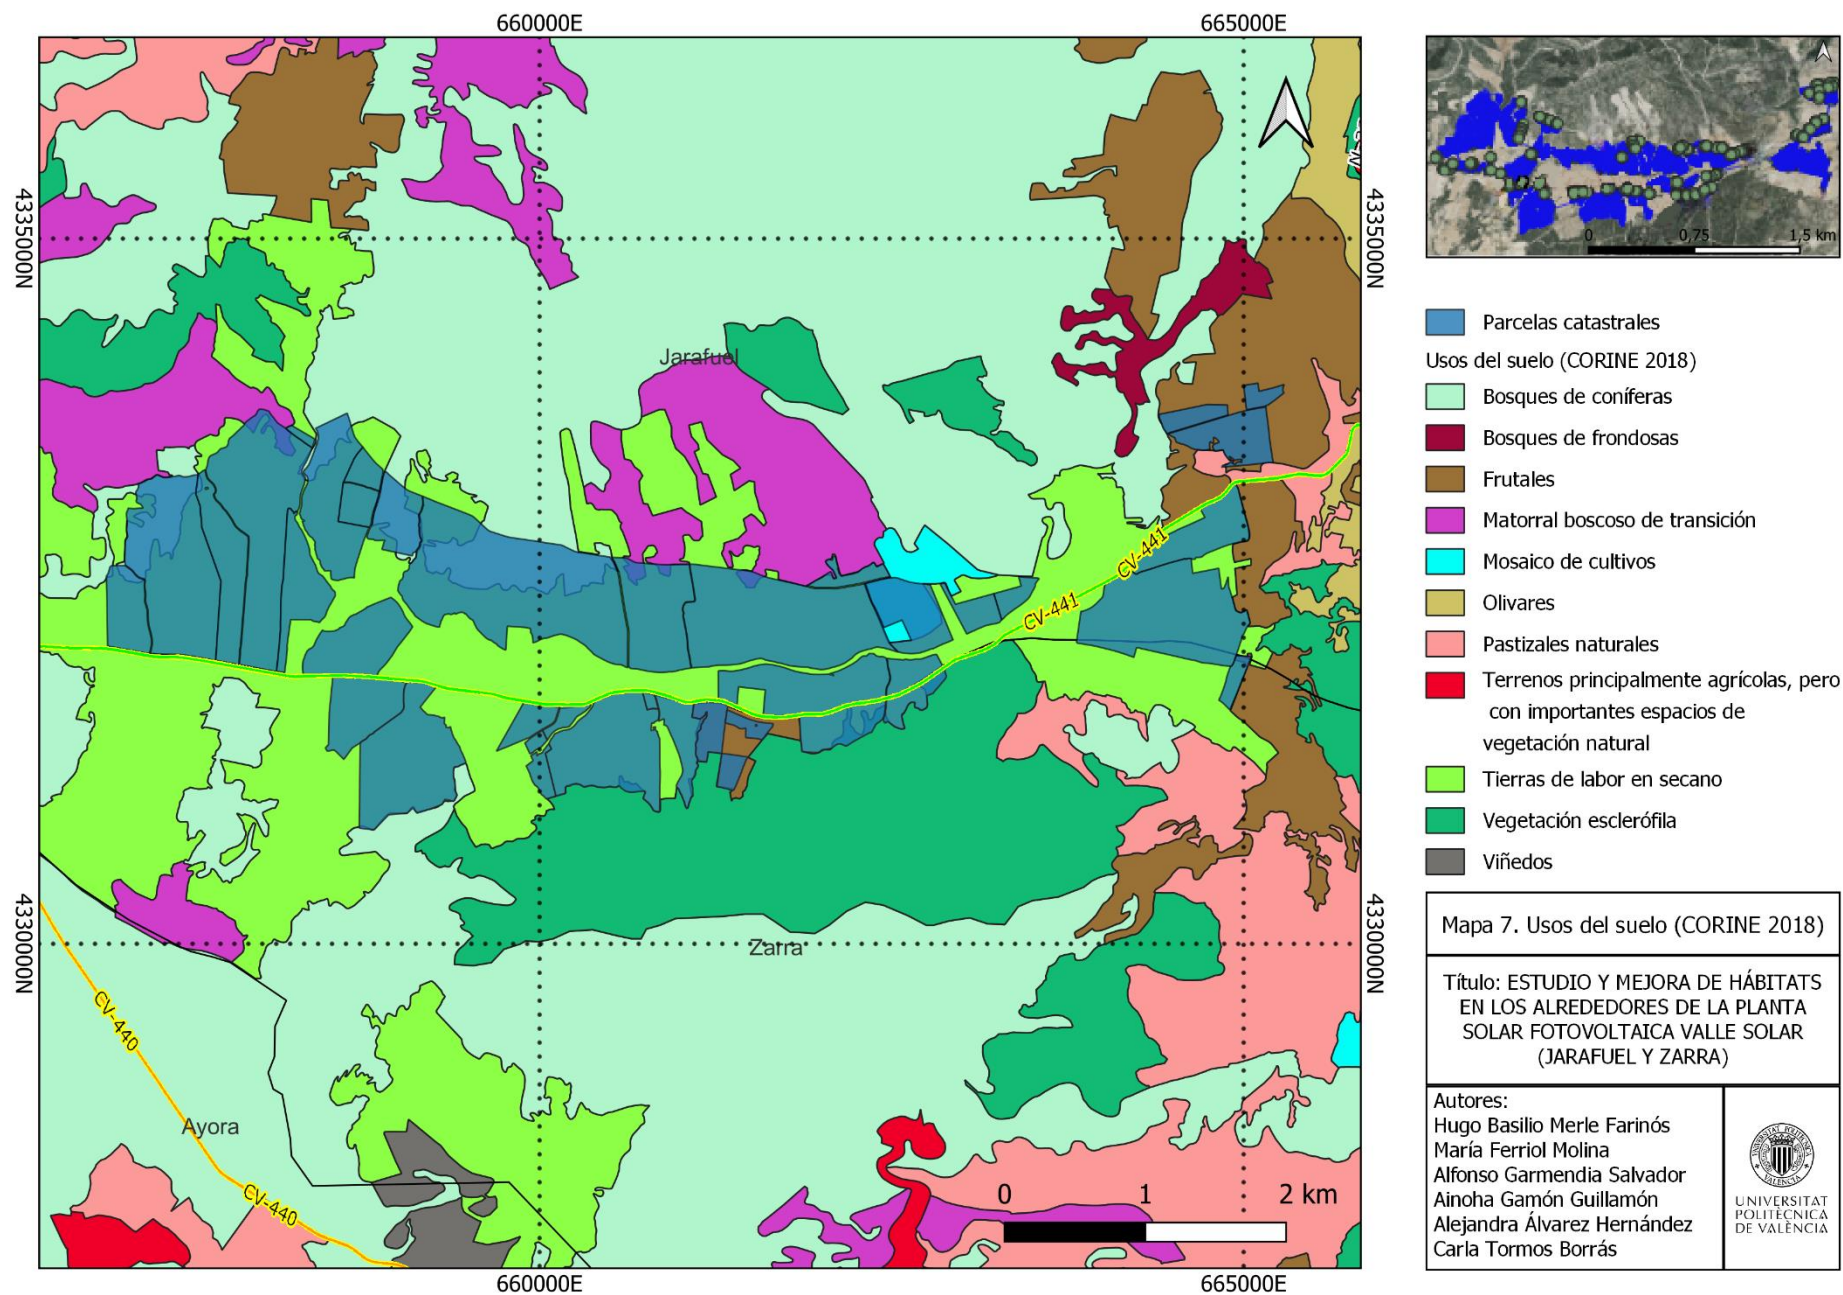 660000E
665000E
4335000N
4335000N
Jarafuel
CV-441
CV-441
4330000N
4330000N
Zarra
CV-440
Ayora
CV-440
0 1 2 km
660000E
665000E
0 0,75 1,5 km
Parcelas catastrales
Usos del suelo (CORINE 2018)
Bosques de coníferas
Bosques de frondosas
Frutales
Matorral boscoso de transición
Mosaico de cultivos
Olivares
Pastizales naturales
Terrenos principalmente agrícolas, pero
con importantes espacios de
vegetación natural
Tierras de labor en secano
Vegetación esclerófila
Viñedos
Mapa 7. Usos del suelo (CORINE 2018)
Título: ESTUDIO Y MEJORA DE HÁBITATS
EN LOS ALREDEDORES DE LA PLANTA
SOLAR FOTOVOLTAICA VALLE SOLAR
(JARAFUEL Y ZARRA)
Autores:
Hugo Basilio Merle Farinós
María Ferriol Molina
Alfonso Garmendia Salvador
Ainoha Gamón Guillamón
Alejandra Álvarez Hernández
Carla Tormos Borrás
UNIVERSITAT
POLITÈCNICA
DE VALÈNCIA